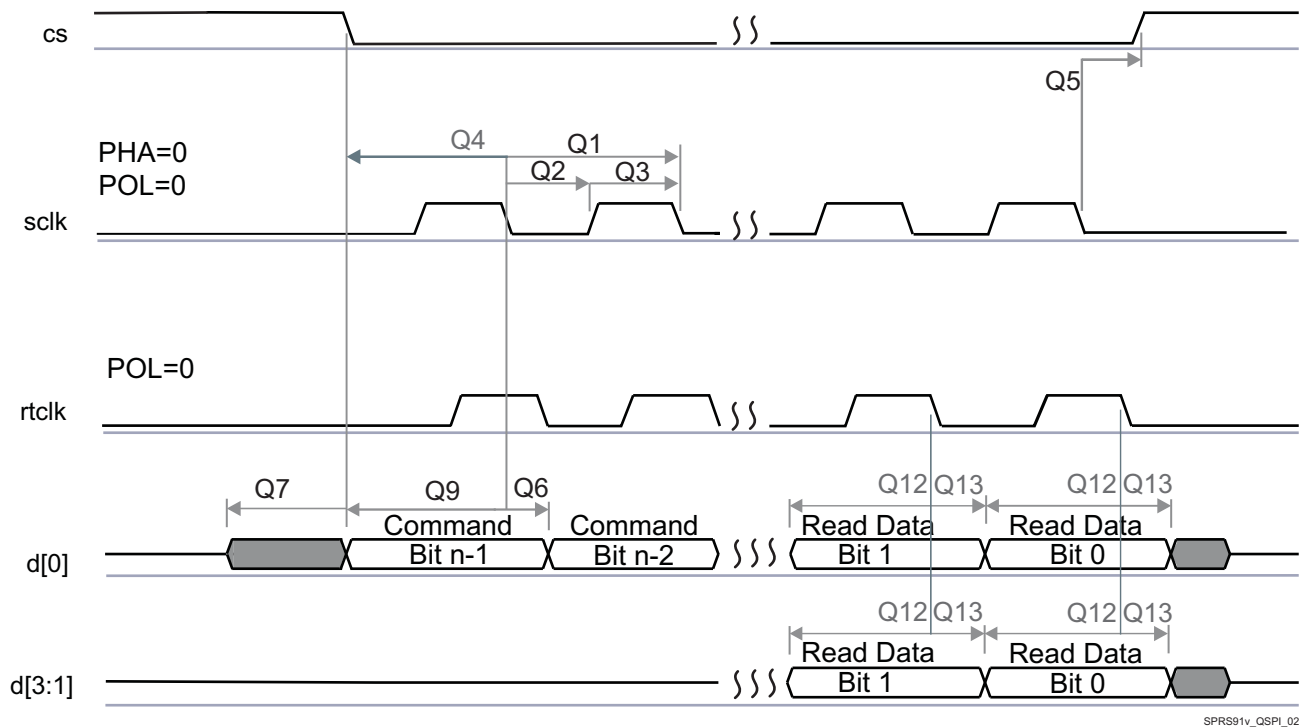 cs
Q5
PHA=0
Q4 Q1
POL=0
Q2 Q3
sclk
POL=0
rtclk
Q7 Q9 Q6 Q12 Q13 Q12 Q13
Command Command Read Data Read Data
d[0] Bit n-1 Bit n-2 Bit 1 Bit 0
Q12 Q13 Q12 Q13
Read Data Read Data
d[3:1] Bit 1 Bit 0
SPRS91v_QSPI_02